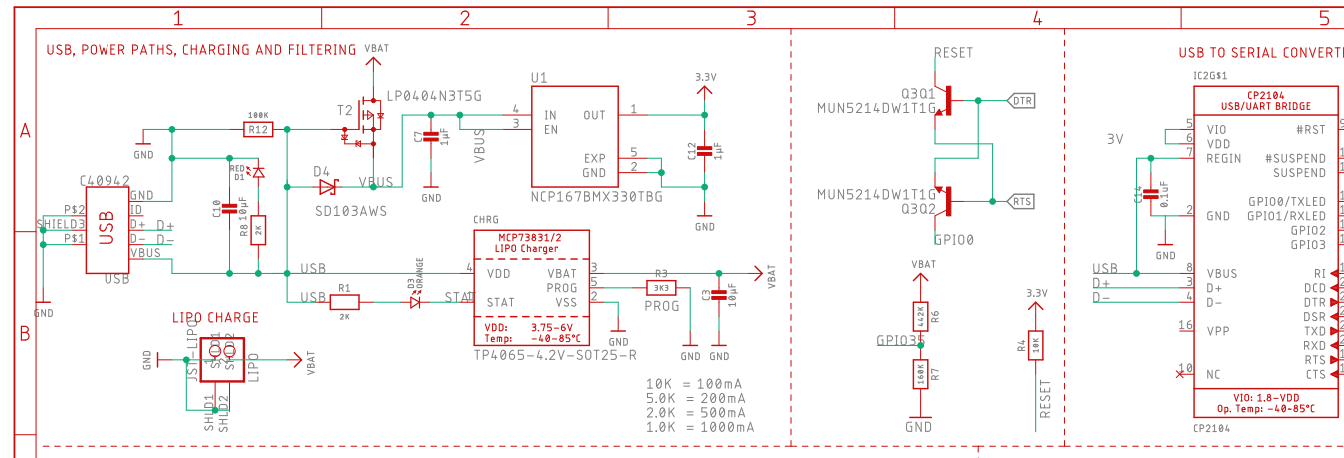 1 2 3 4 5
A
B
USB, POWER PATHS, CHARGING AND FILTERING
VBAT
T2
LP0404N3T5G
100K
R12
GND
RED
D1
C10
10µF
R8
2K
D4
SD103AWS
VBUS
C7
1µF
GND
VBUS
U1
IN
EN
OUT
EXP
GND
4
3
1
5
2
NCP167BMX330TBG
3.3V
C12
1µF
GND
C40942
USB
GND
ID
D+
D-
VBUS
P$2
SHIELD3
P$1
D+
D-
USB
GND
USB
USB
R1
2K
D3
ORANGE
STAT
CHRG
MCP73831/2
LIPO Charger
VDD
STAT
VBAT
PROG
VSS
4
1
3
5
2
VDD: 3.75-6V
Temp: -40-85°C
TP4065-4.2V-SOT25-R
GND
R3
3K3
PROG
GND
C3
10µF
GND
VBAT
LIPO CHARGE
GND
JST-LIPO
SHLD1
SHLD2
LIPO
VBAT
SHLD1
SHLD2
10K = 100mA
5.0K = 200mA
2.0K = 500mA
1.0K = 1000mA
RESET
Q3Q1
MUN5214DW1T1G
DTR
MUN5214DW1T1G
Q3Q2
RTS
GPIO0
VBAT
442K
R6
GPIO35
160K
R7
GND
3.3V
R4
10K
RESET
USB TO SERIAL CONVERT
IC2G$1
CP2104
USB/UART BRIDGE
3V
5
6
7
VIO
VDD
REGIN
C14
0.1uF
GND
2
GND
USB
D+
D-
8
3
4
VBUS
D+
D-
16
VPP
10
NC
#RST
#SUSPEND
SUSPEND
GPIO0/TXLED
GPIO1/RXLED
GPIO2
GPIO3
RI
DCD
DTR
DSR
TXD
RXD
RTS
CTS
VIO: 1.8-VDD
Op. Temp: -40-85°C
CP2104